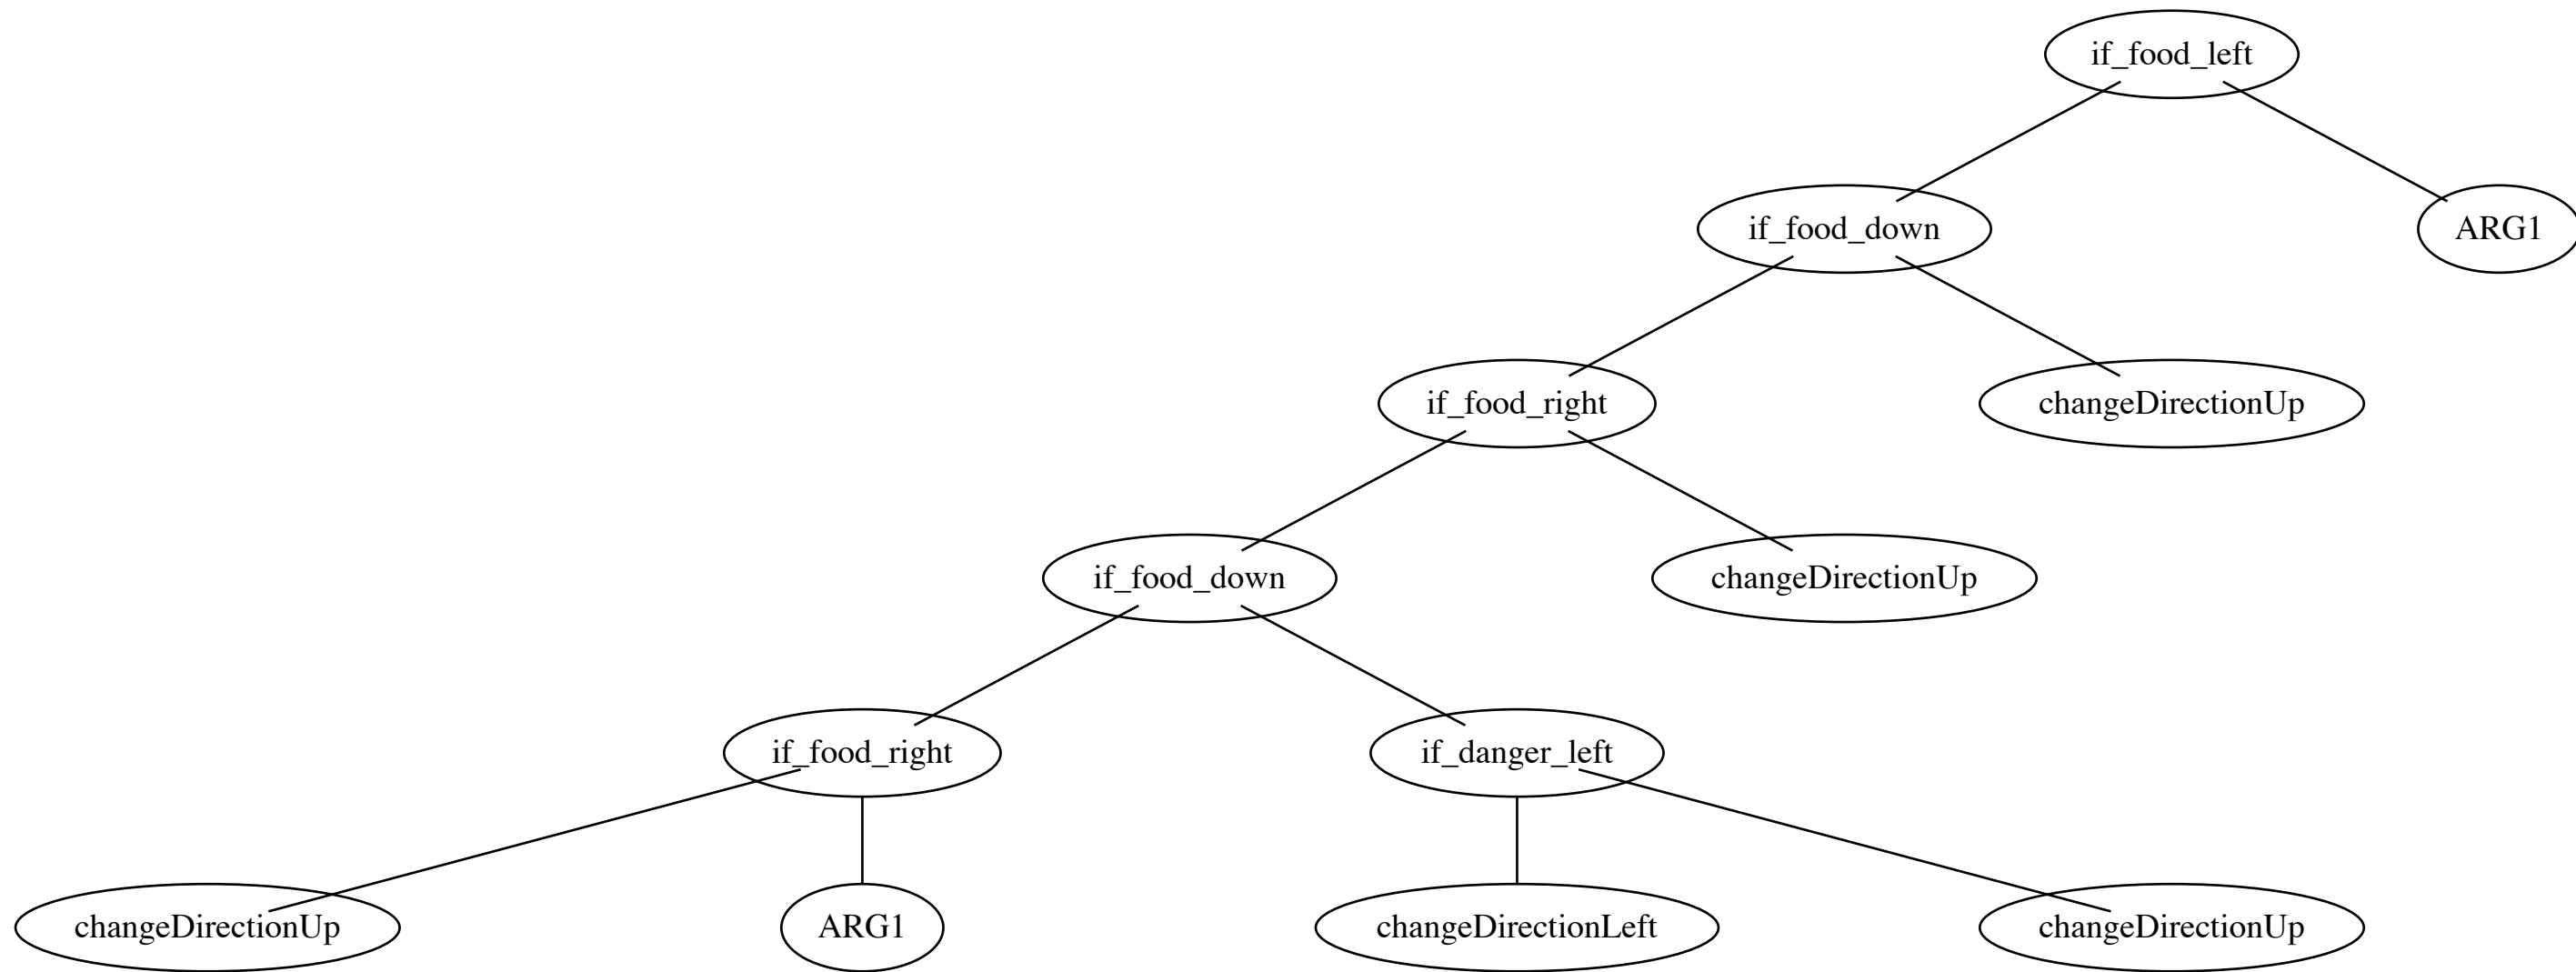 if_food_left
if_food_down
ARG1
if_food_right
changeDirectionUp
if_food_down
changeDirectionUp
if_food_right
if_danger_left
changeDirectionUp
ARG1
changeDirectionLeft
changeDirectionUp